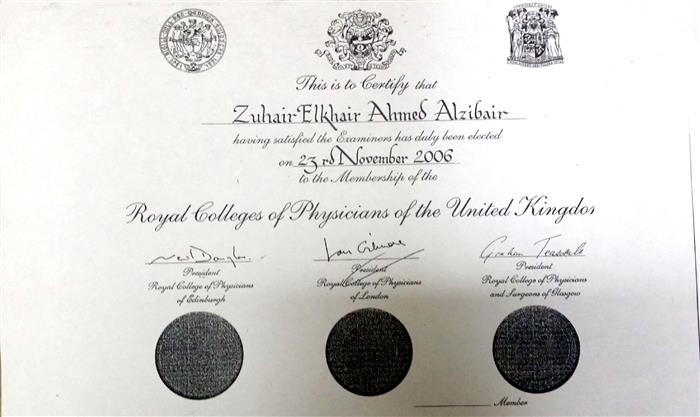 This is to Certify that
Zuhair Elkhair Ahmed Alzibair
having satisfied the Examiners has duly been elected
on 23rd November 2006
to the Membership of the
Royal Colleges of Physicians of the United Kingdo
President
Royal College of Physicians
of Edinburgh
President
Royal College of Physicians
of London
President
Royal College of Physicians
and Surgeons of Glasgow
Member